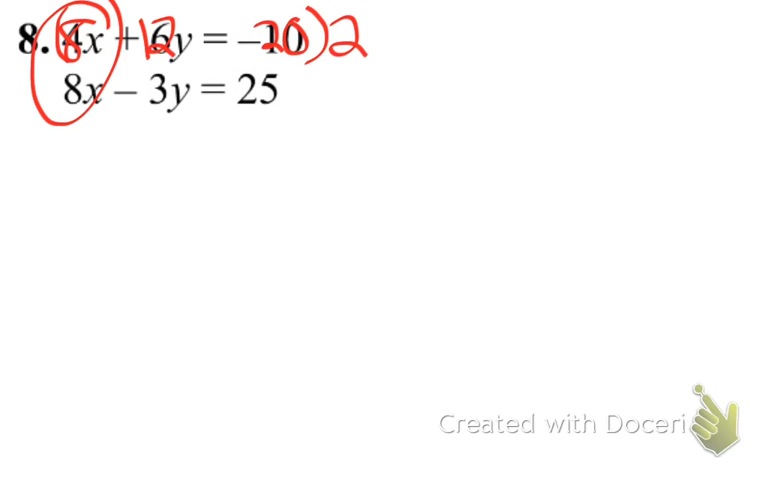 8. 4x + 6y = –10) 2
8 12 20
8x – 3y = 25
Created with Doceri